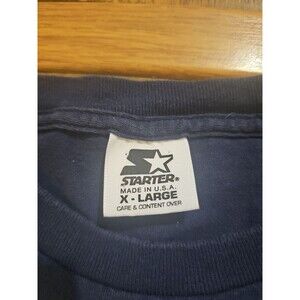 STARTER®
MADE IN U.S.A.
X - LARGE
CARE & CONTENT OVER